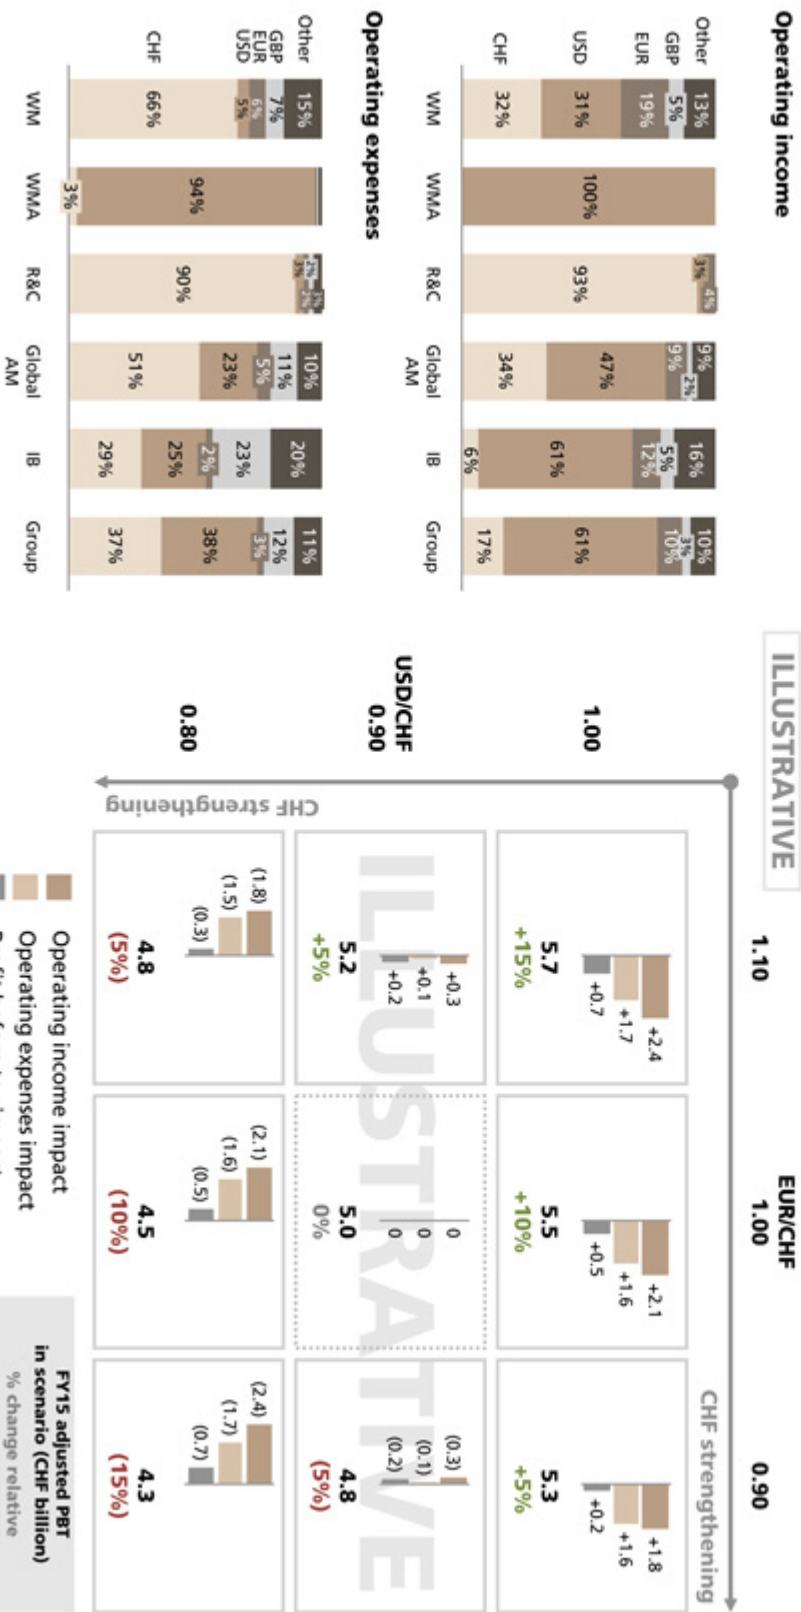 Operating income
Other
GBP
EUR
USD
CHF
13%
5%
19%
31%
32%
100%
3%
4%
93%
9%
2%
9%
47%
34%
16%
5%
12%
61%
6%
10%
3%
10%
61%
17%
WM
WMA
R&C
Global
AM
IB
Group
Operating expenses
Other
GBP
EUR
USD
CHF
15%
7%
6%
5%
66%
94%
3%
3%
2%
2%
3%
90%
10%
11%
5%
23%
51%
20%
23%
2%
25%
29%
11%
12%
3%
38%
37%
WM
WMA
R&C
Global
AM
IB
Group
ILLUSTRATIVE
EUR/CHF
1.10
1.00
0.90
CHF strengthening
USD/CHF
1.00
0.90
0.80
CHF strengthening
ILLUSTRATIVE
+2.4
+1.7
+0.7
5.7
+15%
+2.1
+1.6
+0.5
5.5
+10%
+1.8
+1.6
+0.2
5.3
+5%
+0.3
+0.1
+0.2
5.2
+5%
0
0
0
5.0
0%
(0.3)
(0.1)
(0.2)
4.8
(5%)
(1.8)
(1.5)
(0.3)
4.8
(5%)
(2.1)
(1.6)
(0.5)
4.5
(10%)
(2.4)
(1.7)
(0.7)
4.3
(15%)
Operating income impact
Operating expenses impact
FY15 adjusted PBT
in scenario (CHF billion)
% change relative